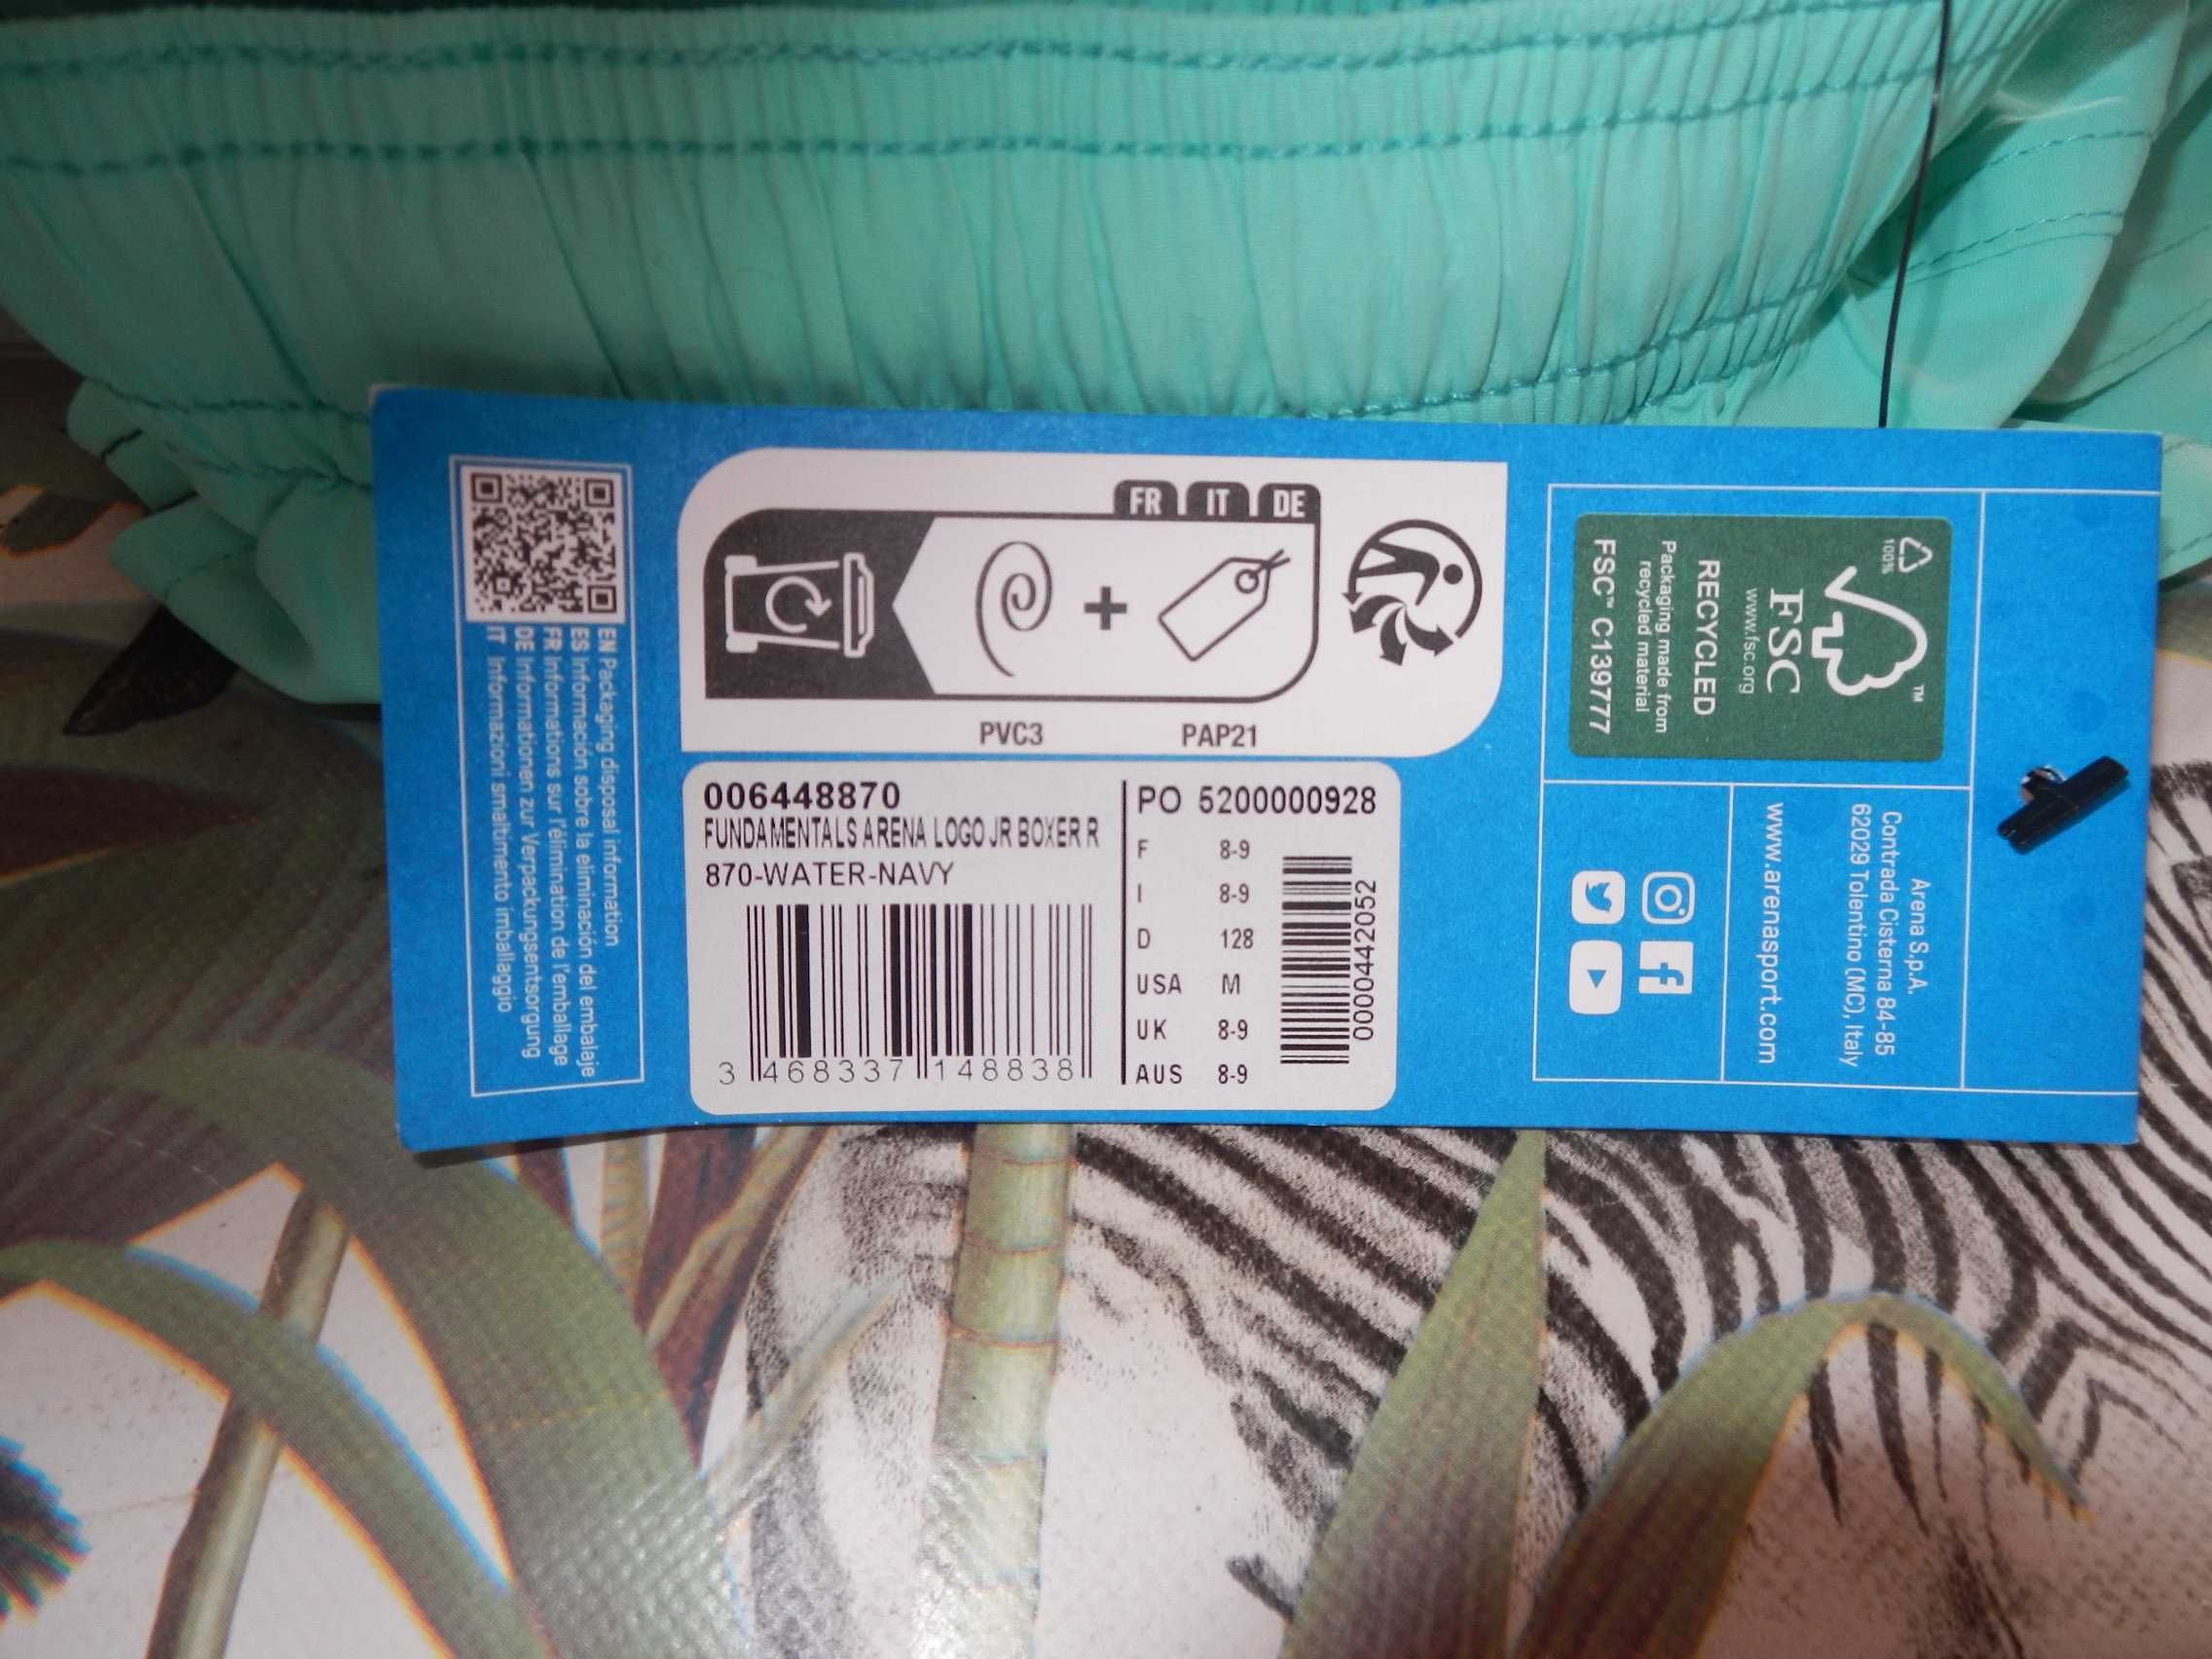 EN Packaging disposal information
ES Información sobre la eliminación del embalaje
FR Informations sur l'élimination de l'emballage
DE Informationen zur Verpackungsentsorgung
IT Informazioni smaltimento imballaggio
FR IT DE
+
PVC3 PAP21
006448870
FUNDAMENTALS ARENA LOGO JR BOXER R
870-WATER-NAVY
3 468337 148838
PO 5200000928
F 8-9
I 8-9
D 128
USA M
UK 8-9
AUS 8-9
0000442052
100%
FSC™
www.fsc.org
RECYCLED
Packaging made from
recycled material
FSC™ C139777
Arena S.p.A.
Contrada Cisterna 84-85
62029 Tolentino (MC), Italy
www.arenasport.com
f